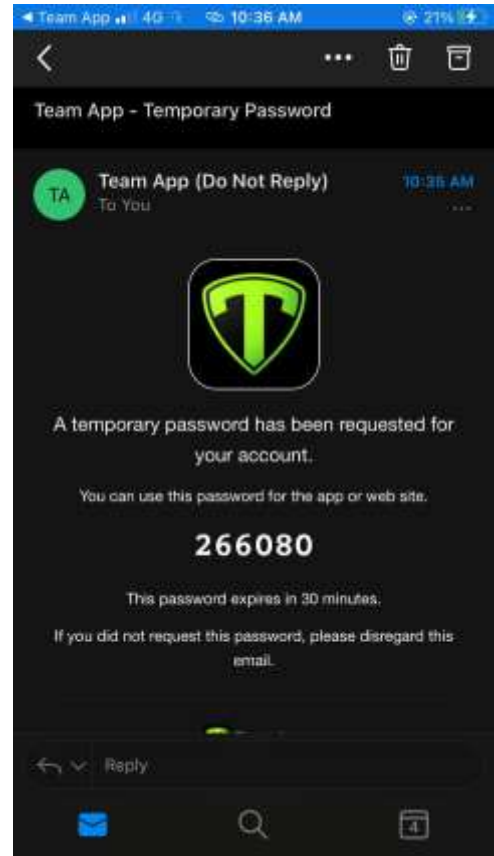 Team App 4G 10:36 AM 21%
Team App - Temporary Password
TA
Team App (Do Not Reply) 10:36 AM
To You
T
A temporary password has been requested for
your account.
You can use this password for the app or web site.
266080
This password expires in 30 minutes.
If you did not request this password, please disregard this
email.
Reply
4